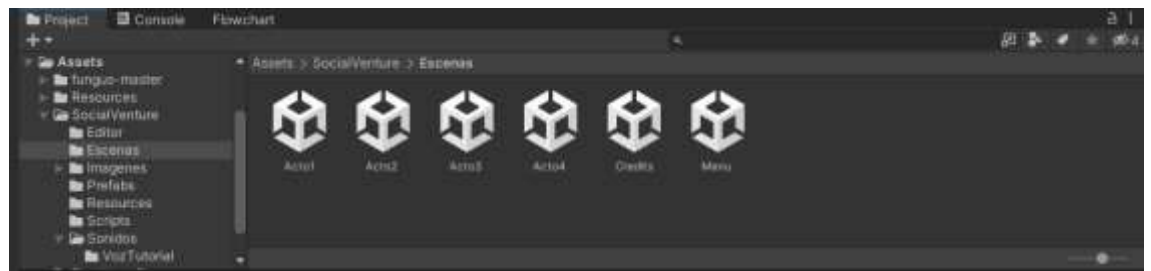 Project Console Flowchart
Assets
Assets > SocialVenture > Escenas
fungus-master
Resources
SocialVenture
Editor
Escenas
Imagenes
Prefabs
Resources
Scripts
Sonidos
VozTutorial
Acto1 Acto2 Acto3 Acto4 Credits Menu